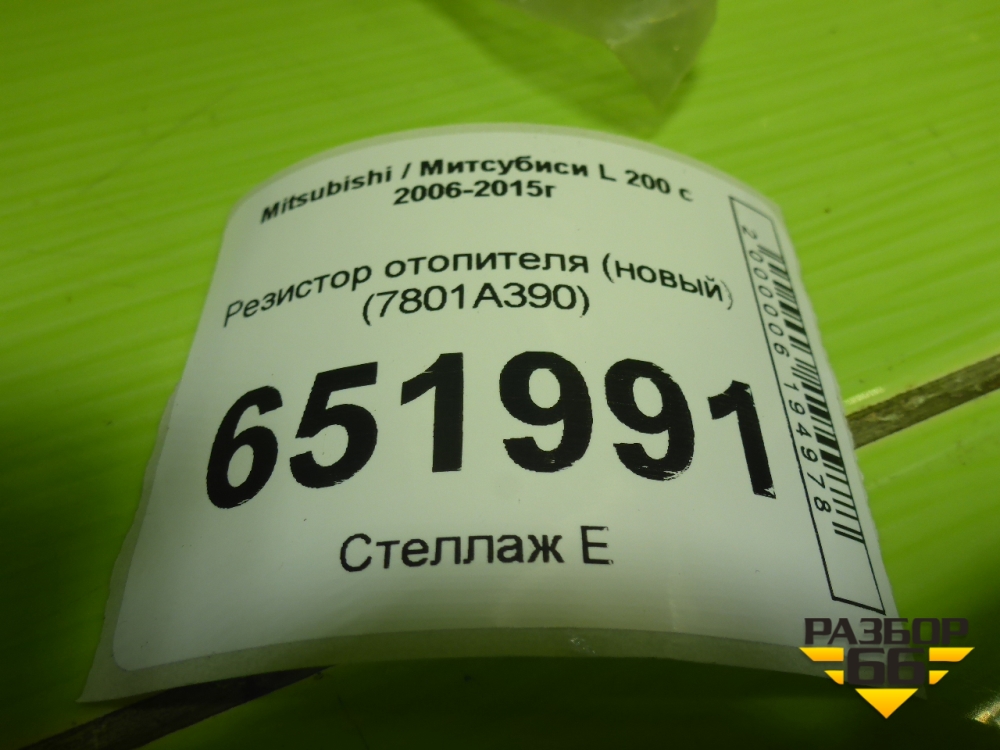 Mitsubishi / Митсубиси L 200 с
2006-2015г
Резистор отопителя (новый)
(7801A390)
651991
Стеллаж Е
2000006194978
РАЗБОР
66